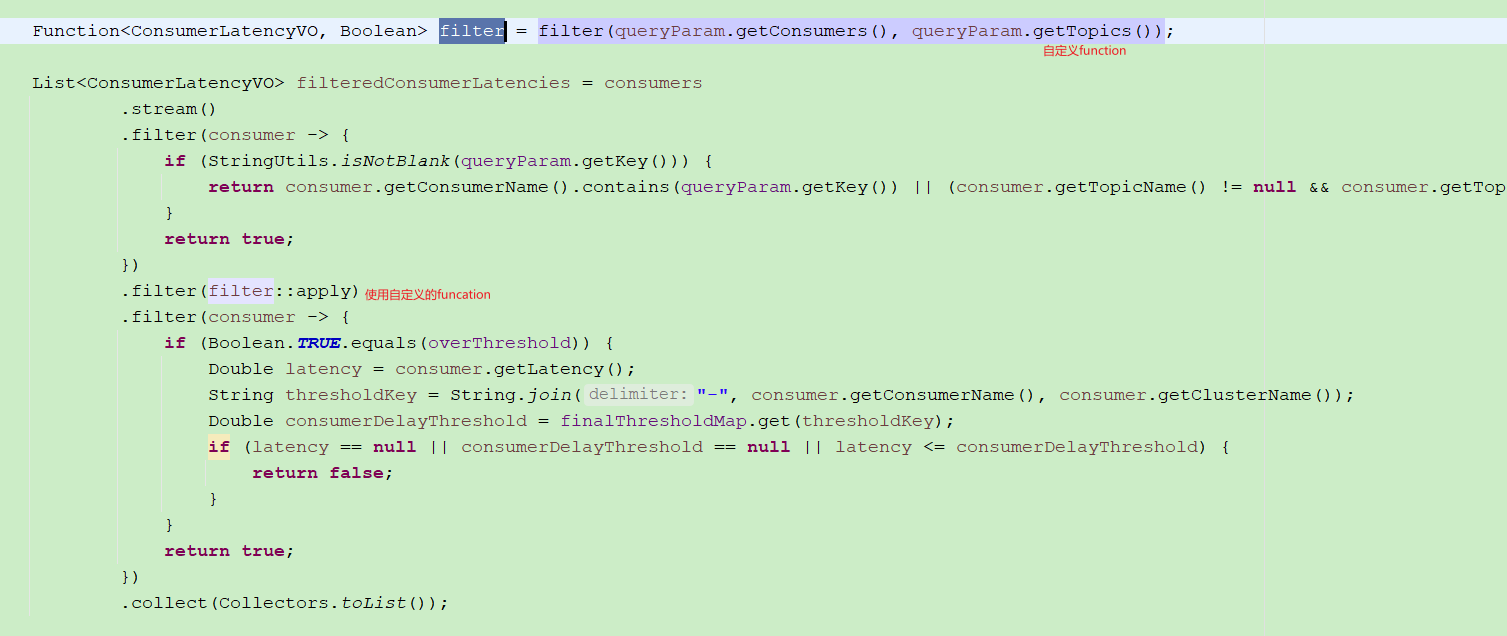 Function<ConsumerLatencyVO, Boolean> filter = filter(queryParam.getConsumers(), queryParam.getTopics());
自定义function
List<ConsumerLatencyVO> filteredConsumerLatencies = consumers
.stream()
.filter(consumer -> {
if (StringUtils.isNotBlank(queryParam.getKey())) {
return consumer.getConsumerName().contains(queryParam.getKey()) || (consumer.getTopicName() != null && consumer.getTop
}
return true;
})
.filter(filter::apply) 使用自定义的funcation
.filter(consumer -> {
if (Boolean.TRUE.equals(overThreshold)) {
Double latency = consumer.getLatency();
String thresholdKey = String.join( delimiter: "-", consumer.getConsumerName(), consumer.getClusterName());
Double consumerDelayThreshold = finalThresholdMap.get(thresholdKey);
if (latency == null || consumerDelayThreshold == null || latency <= consumerDelayThreshold) {
return false;
}
}
return true;
})
.collect(Collectors.toList());